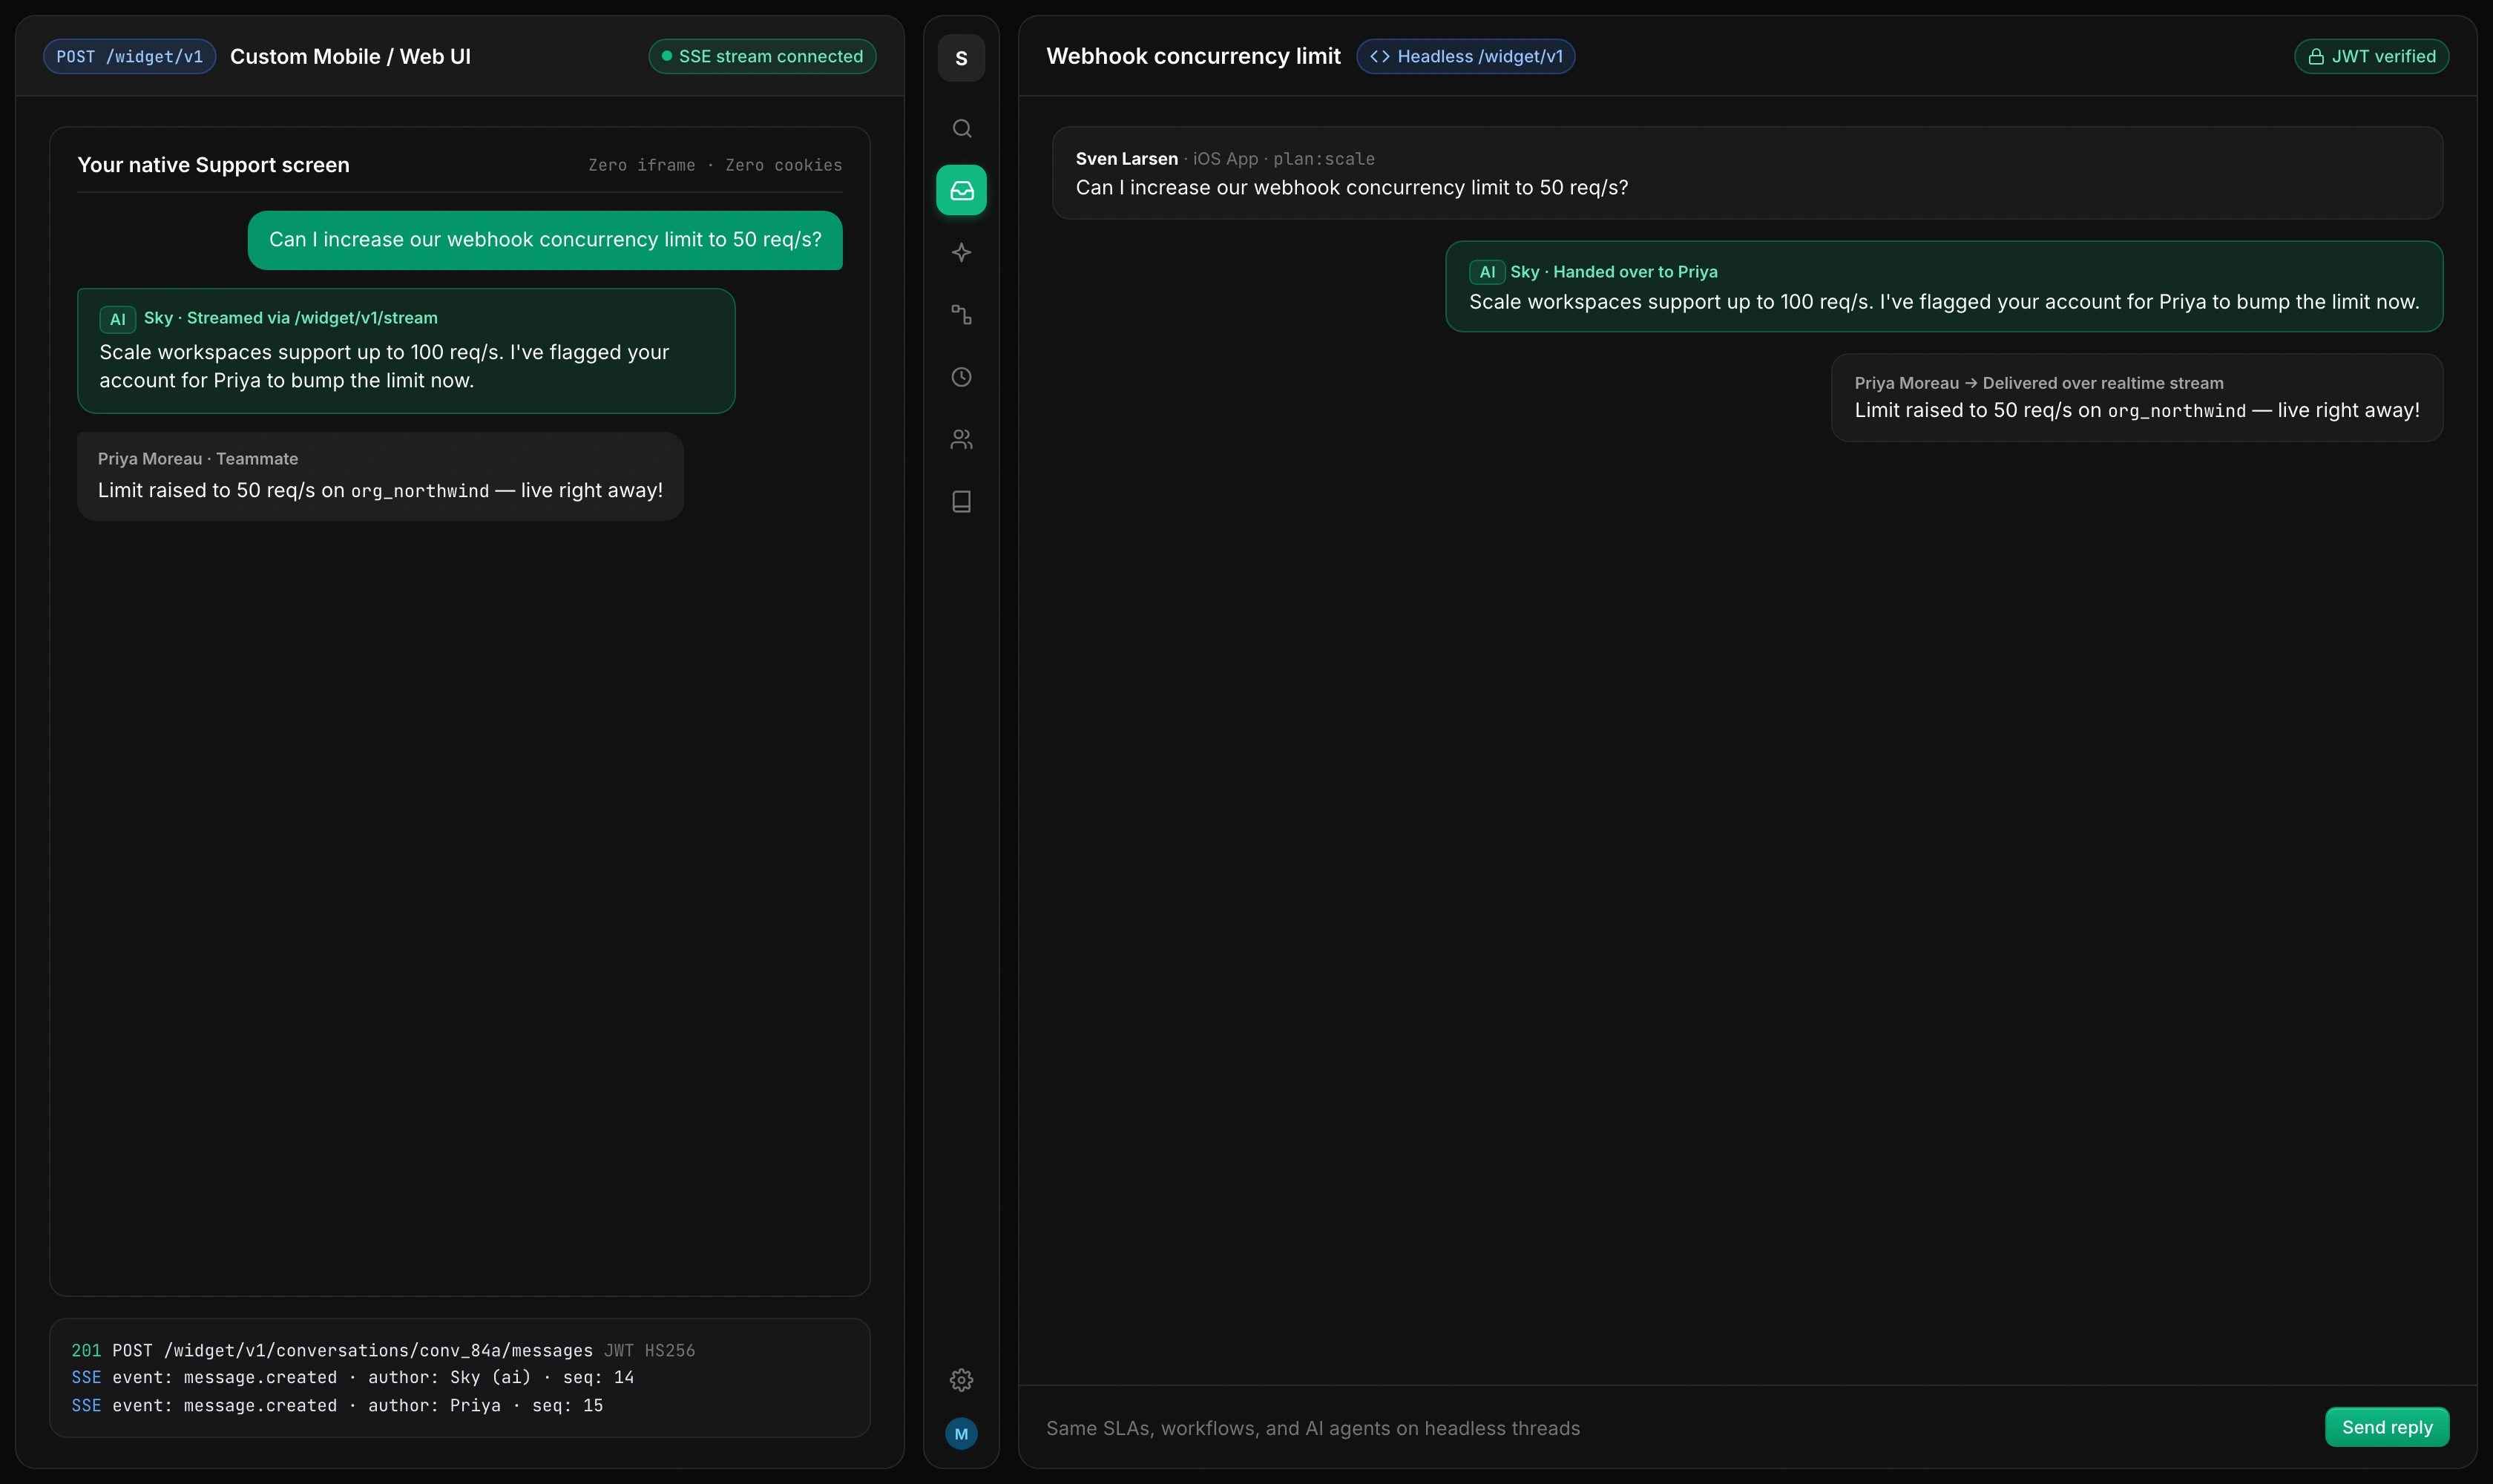 POST /widget/v1 Custom Mobile / Web UI SSE stream connected
Your native Support screen Zero iframe · Zero cookies
Can I increase our webhook concurrency limit to 50 req/s?
AI Sky · Streamed via /widget/v1/stream
Scale workspaces support up to 100 req/s. I've flagged your
account for Priya to bump the limit now.
Priya Moreau · Teammate
Limit raised to 50 req/s on org_northwind — live right away!
201 POST /widget/v1/conversations/conv_84a/messages JWT HS256
SSE event: message.created · author: Sky (ai) · seq: 14
SSE event: message.created · author: Priya · seq: 15
S
M
Webhook concurrency limit <> Headless /widget/v1 JWT verified
Sven Larsen · iOS App · plan:scale
Can I increase our webhook concurrency limit to 50 req/s?
AI Sky · Handed over to Priya
Scale workspaces support up to 100 req/s. I've flagged your account for Priya to bump the limit now.
Priya Moreau → Delivered over realtime stream
Limit raised to 50 req/s on org_northwind — live right away!
Same SLAs, workflows, and AI agents on headless threads
Send reply